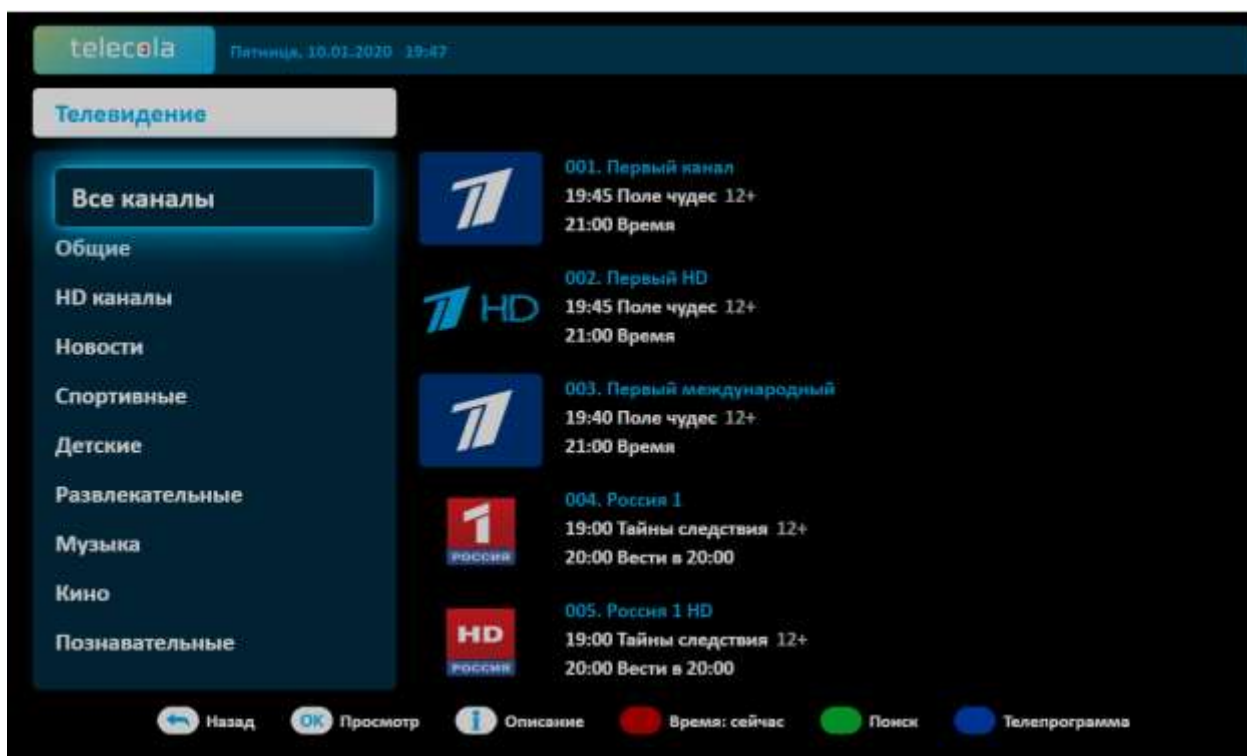 telecola
Пятница, 10.01.2020 19:47
Телевидение
Все каналы
Общие
HD каналы
Новости
Спортивные
Детские
Развлекательные
Музыка
Кино
Познавательные
001. Первый канал
19:45 Поле чудес 12+
21:00 Время
HD
002. Первый HD
19:45 Поле чудес 12+
21:00 Время
003. Первый международный
19:40 Поле чудес 12+
21:00 Время
1
РОССИЯ
004. Россия 1
19:00 Тайны следствия 12+
20:00 Вести в 20:00
HD
РОССИЯ
005. Россия 1 HD
19:00 Тайны следствия 12+
20:00 Вести в 20:00
Назад OK Просмотр i Описание Время: сейчас Поиск Телепрограмма